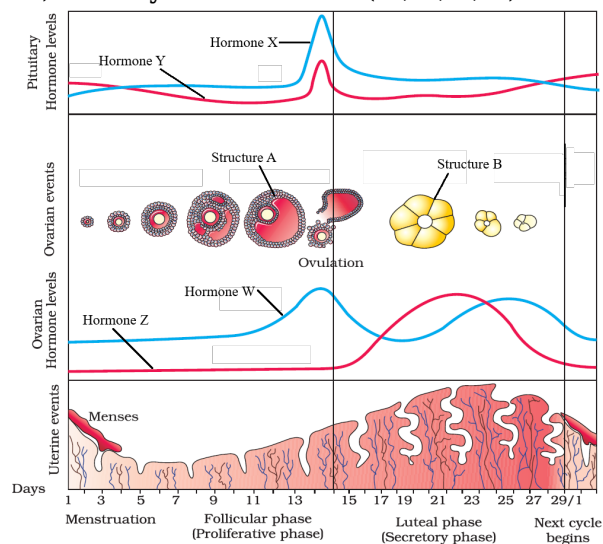 Pituitary
Hormone levels
Hormone X
Hormone Y
Ovarian events
Structure A
Structure B
Ovulation
Ovarian
Hormone levels
Hormone W
Hormone Z
Uterine events
Menses
Days
1 3 5 7 9 11 13 15 17 19 21 23 25 27 29/1
Menstruation
Follicular phase
(Proliferative phase)
Luteal phase
(Secretory phase)
Next cycle
begins